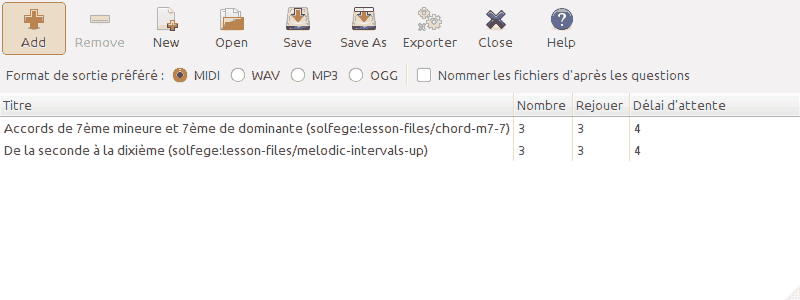 Add Remove New Open Save Save As Exporter Close Help
Format de sortie préféré : MIDI WAV MP3 OGG Nommer les fichiers d'après les questions
Titre Nombre Rejouer Délai d'attente
Accords de 7ème mineure et 7ème de dominante (solfege:lesson-files/chord-m7-7) 3 3 4
De la seconde à la dixième (solfege:lesson-files/melodic-intervals-up) 3 3 4